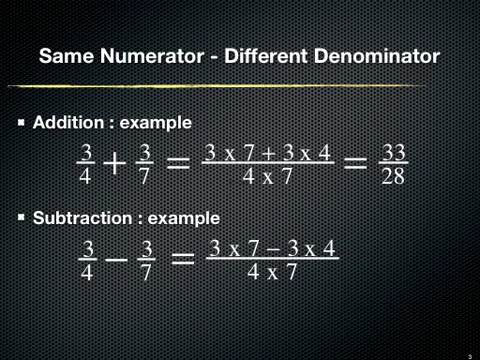 Same Numerator - Different Denominator
Addition : example
3/4 + 3/7 = 3 x 7 + 3 x 4 / 4 x 7 = 33/28
Subtraction : example
3/4 − 3/7 = 3 x 7 − 3 x 4 / 4 x 7
3